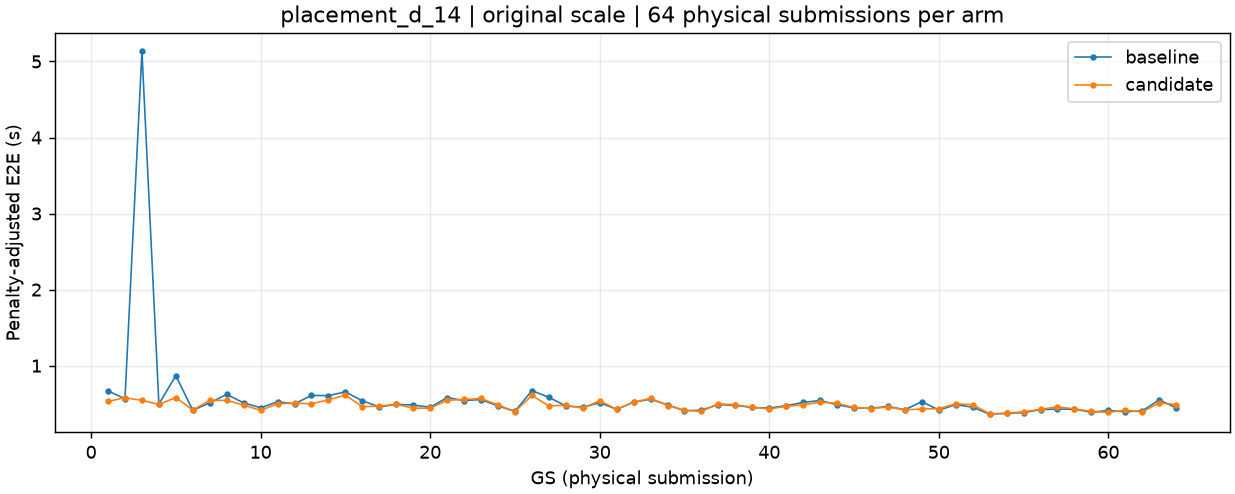 placement_d_14 | original scale | 64 physical submissions per arm
baseline
candidate
Penalty-adjusted E2E (s)
5
4
3
2
1
0 10 20 30 40 50 60
GS (physical submission)